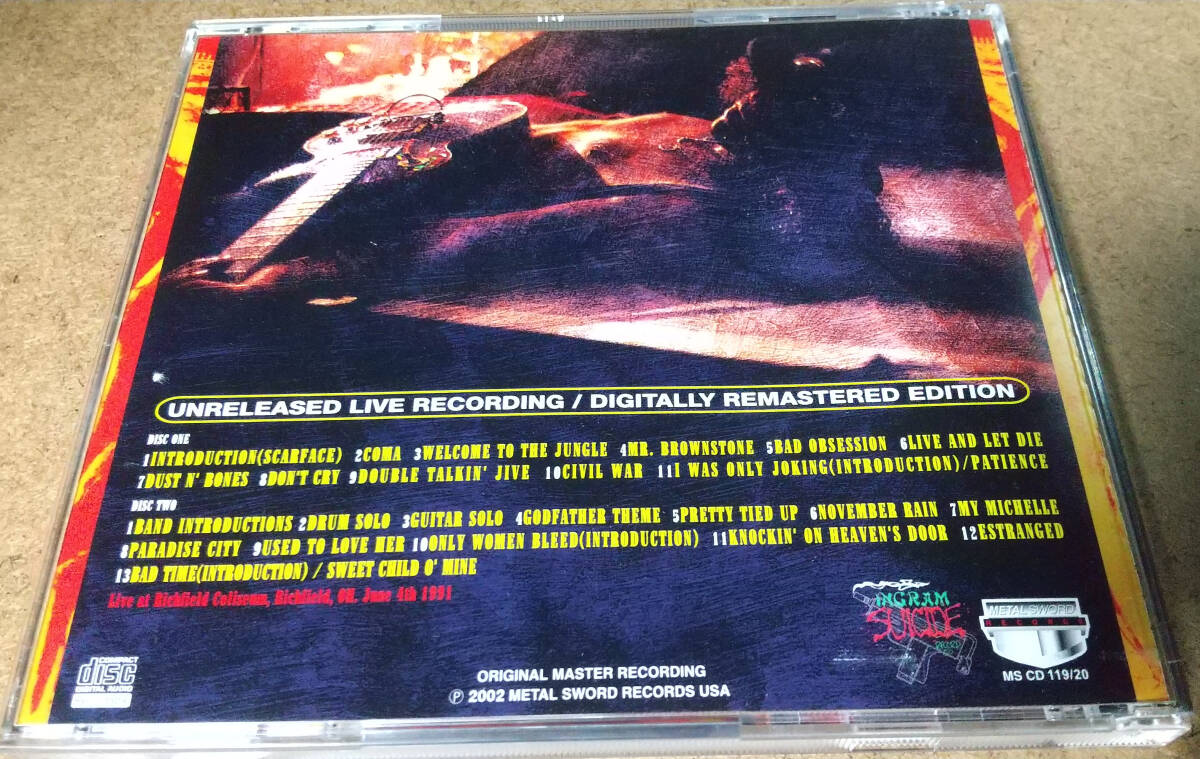 UNRELEASED LIVE RECORDING / DIGITALLY REMASTERED EDITION
DISC ONE
1INTRODUCTION(SCARFACE) 2COMA 3WELCOME TO THE JUNGLE 4MR. BROWNSTONE 5BAD OBSESSION 6LIVE AND LET DIE
7DUST N' BONES 8DON'T CRY 9DOUBLE TALKIN' JIVE 10CIVIL WAR 11I WAS ONLY JOKING(INTRODUCTION)/PATIENCE
DISC TWO
1BAND INTRODUCTIONS 2DRUM SOLO 3GUITAR SOLO 4GODFATHER THEME 5PRETTY TIED UP 6NOVEMBER RAIN 7MY MICHELLE
8PARADISE CITY 9USED TO LOVE HER 10ONLY WOMEN BLEED(INTRODUCTION) 11KNOCKIN' ON HEAVEN'S DOOR 12ESTRANGED
13BAD TIME(INTRODUCTION) / SWEET CHILD O' MINE
Live at Richfield Coliseum, Richfield, OH. June 4th 1991
INGRAM
SUICIDE
METAL SWORD
RECORDS
MS CD 119/20
COMPACT
disc
DIGITAL AUDIO
ORIGINAL MASTER RECORDING
℗ 2002 METAL SWORD RECORDS USA